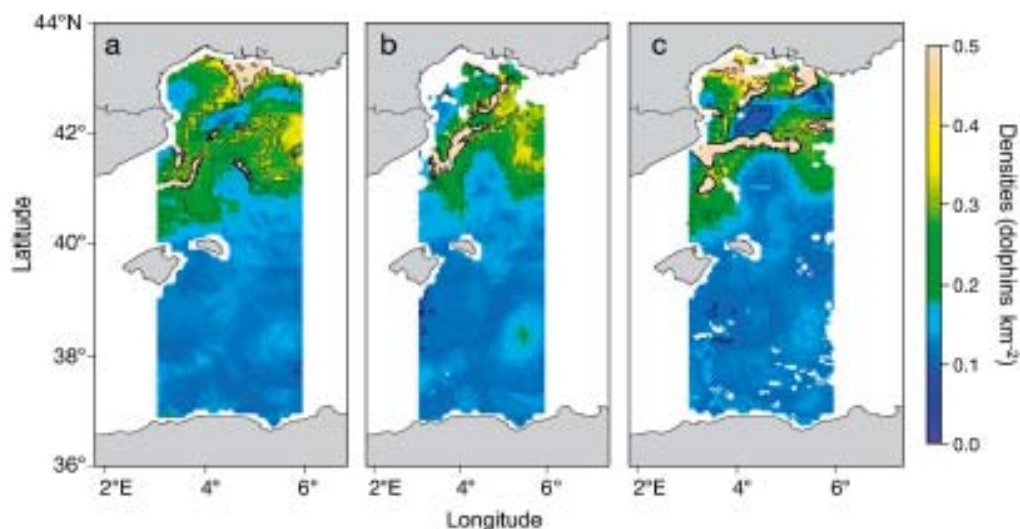 44°N
42°
40°
38°
36°
Latitude
a
b
c
2°E 4° 6°
2°E 4° 6°
2°E 4° 6°
Longitude
0.5
0.4
0.3
0.2
0.1
0.0
Densities (dolphins km⁻²)